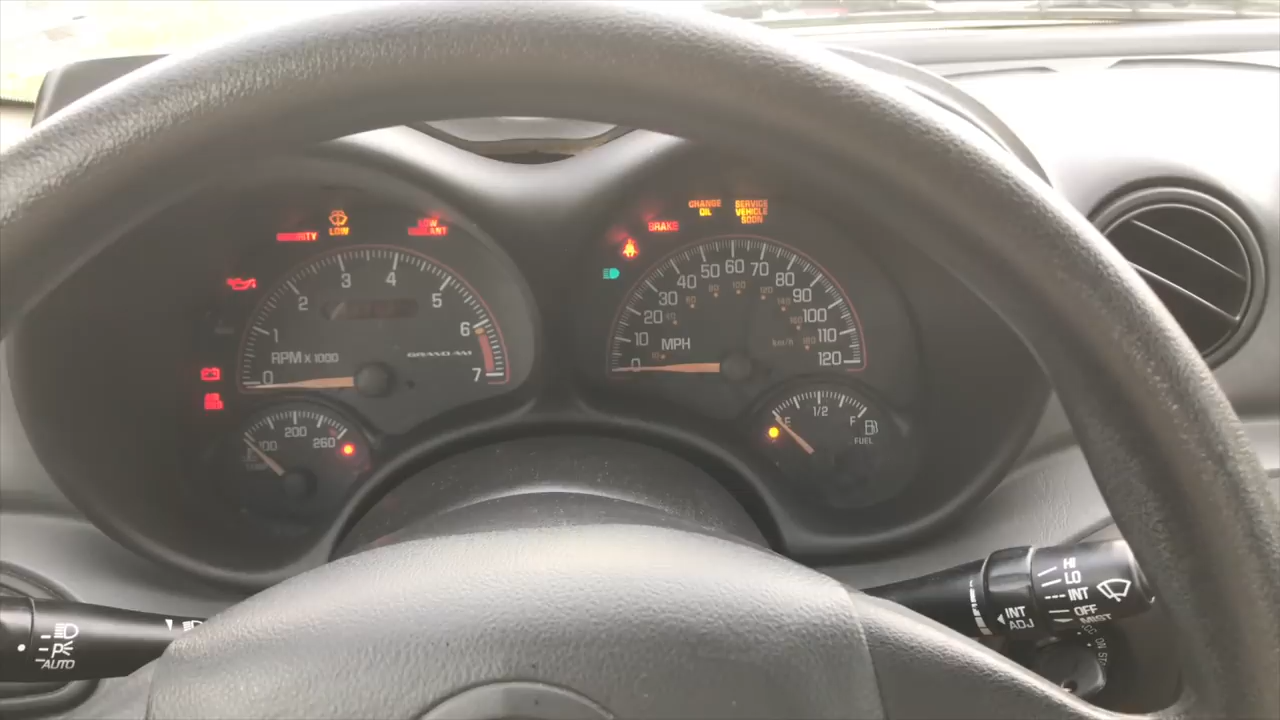 CHANGE
OIL
SERVICE
VEHICLE
SOON
LOW
LOW
BRAKE
0 1 2 3 4 5 6 7
RPM X 1000
GRAND AM
0 10 20 30 40 50 60 70 80 90 100 110 120
MPH
km/h
100 200 260
E 1/2 F
FUEL
HI
LO
INT
OFF
MIST
INT
ADJ
AUTO